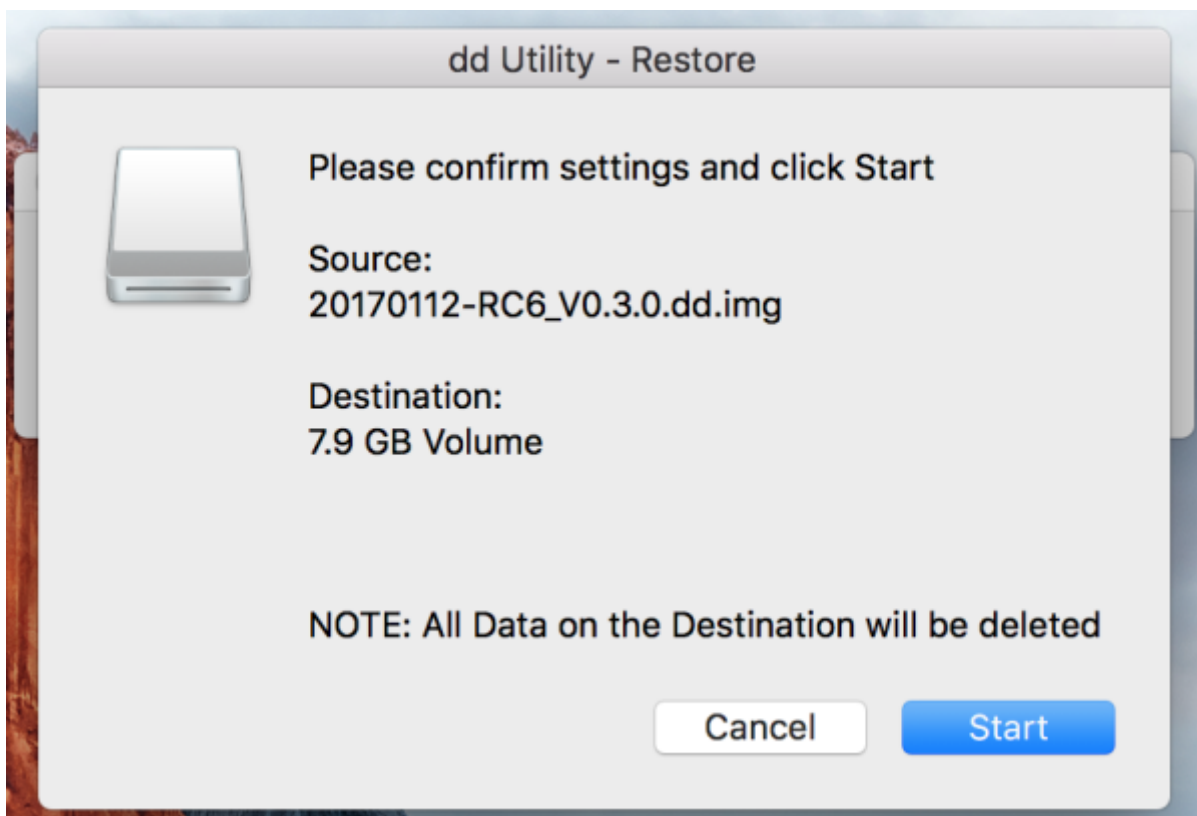 dd Utility - Restore
Please confirm settings and click Start
Source:
20170112-RC6_V0.3.0.dd.img
Destination:
7.9 GB Volume
NOTE: All Data on the Destination will be deleted
Cancel Start